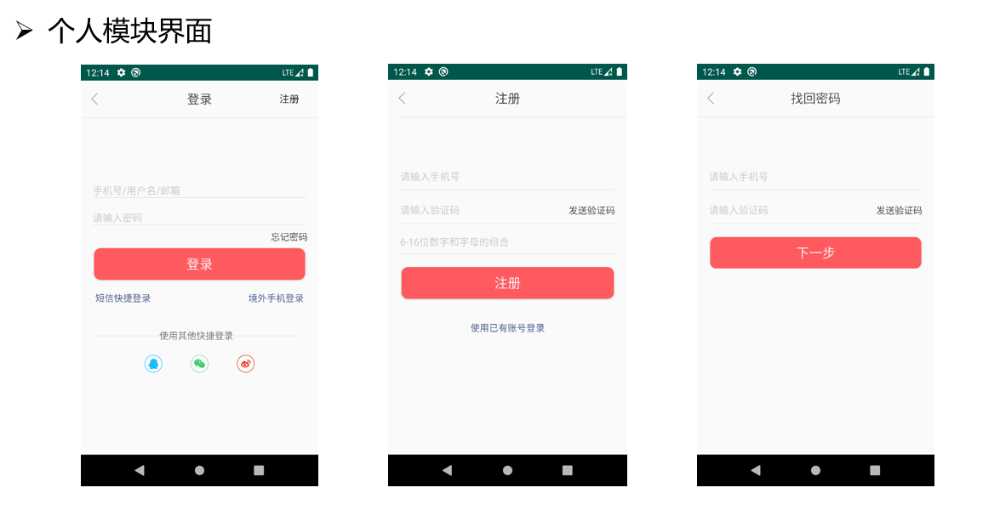 个人模块界面
12:14 LTE
登录 注册
手机号/用户名/邮箱
请输入密码
忘记密码
登录
短信快捷登录 境外手机登录
使用其他快捷登录
12:14 LTE
注册
请输入手机号
请输入验证码 发送验证码
6-16位数字和字母的组合
注册
使用已有账号登录
12:14 LTE
找回密码
请输入手机号
请输入验证码 发送验证码
下一步